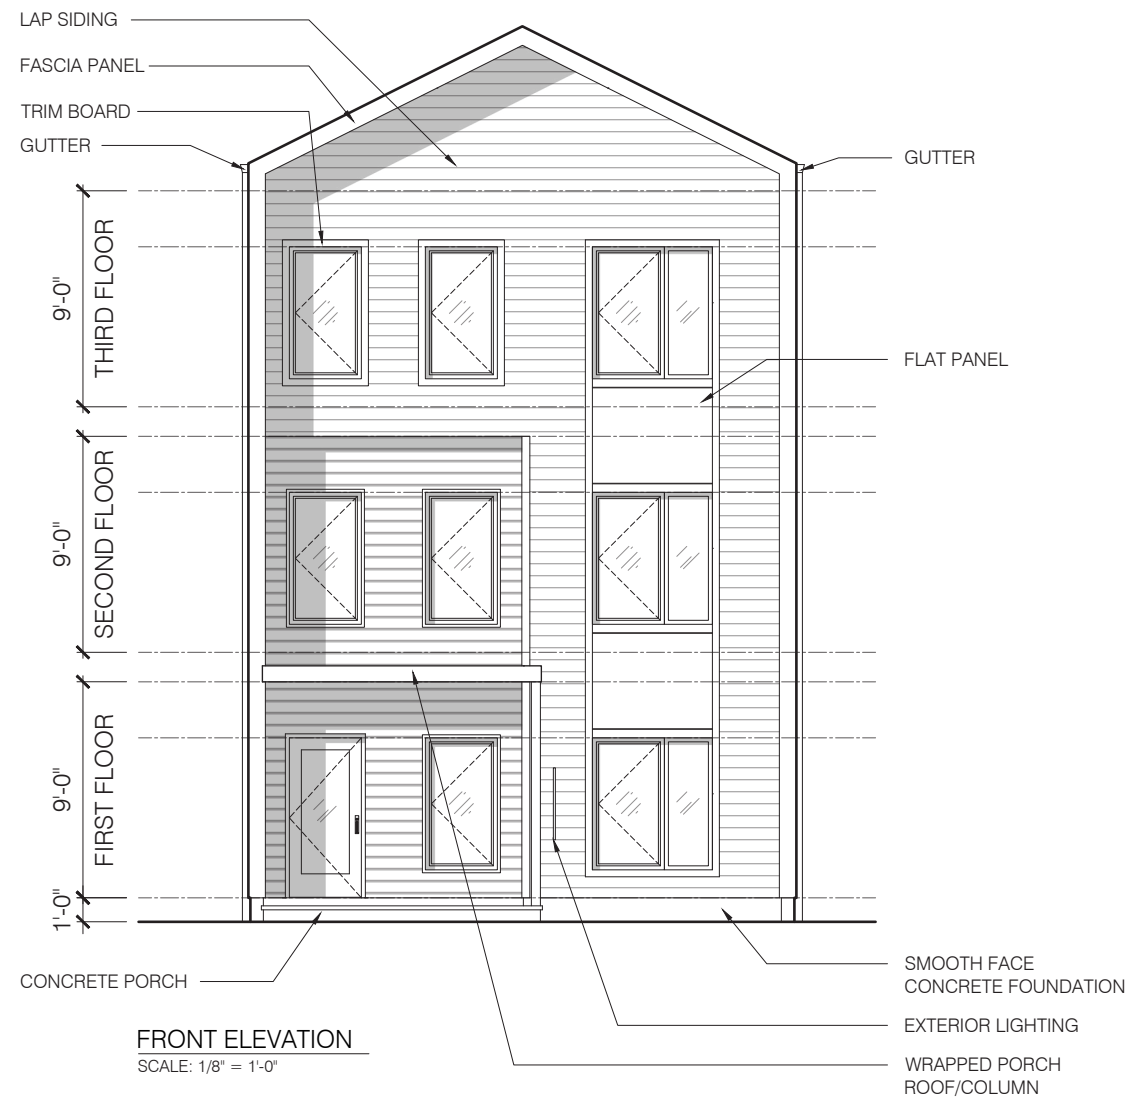 LAP SIDING
FASCIA PANEL
TRIM BOARD
GUTTER
GUTTER
9'-0"
THIRD FLOOR
FLAT PANEL
9'-0"
SECOND FLOOR
9'-0"
FIRST FLOOR
1'-0"
CONCRETE PORCH
SMOOTH FACE
CONCRETE FOUNDATION
EXTERIOR LIGHTING
WRAPPED PORCH
ROOF/COLUMN
FRONT ELEVATION
SCALE: 1/8" = 1'-0"